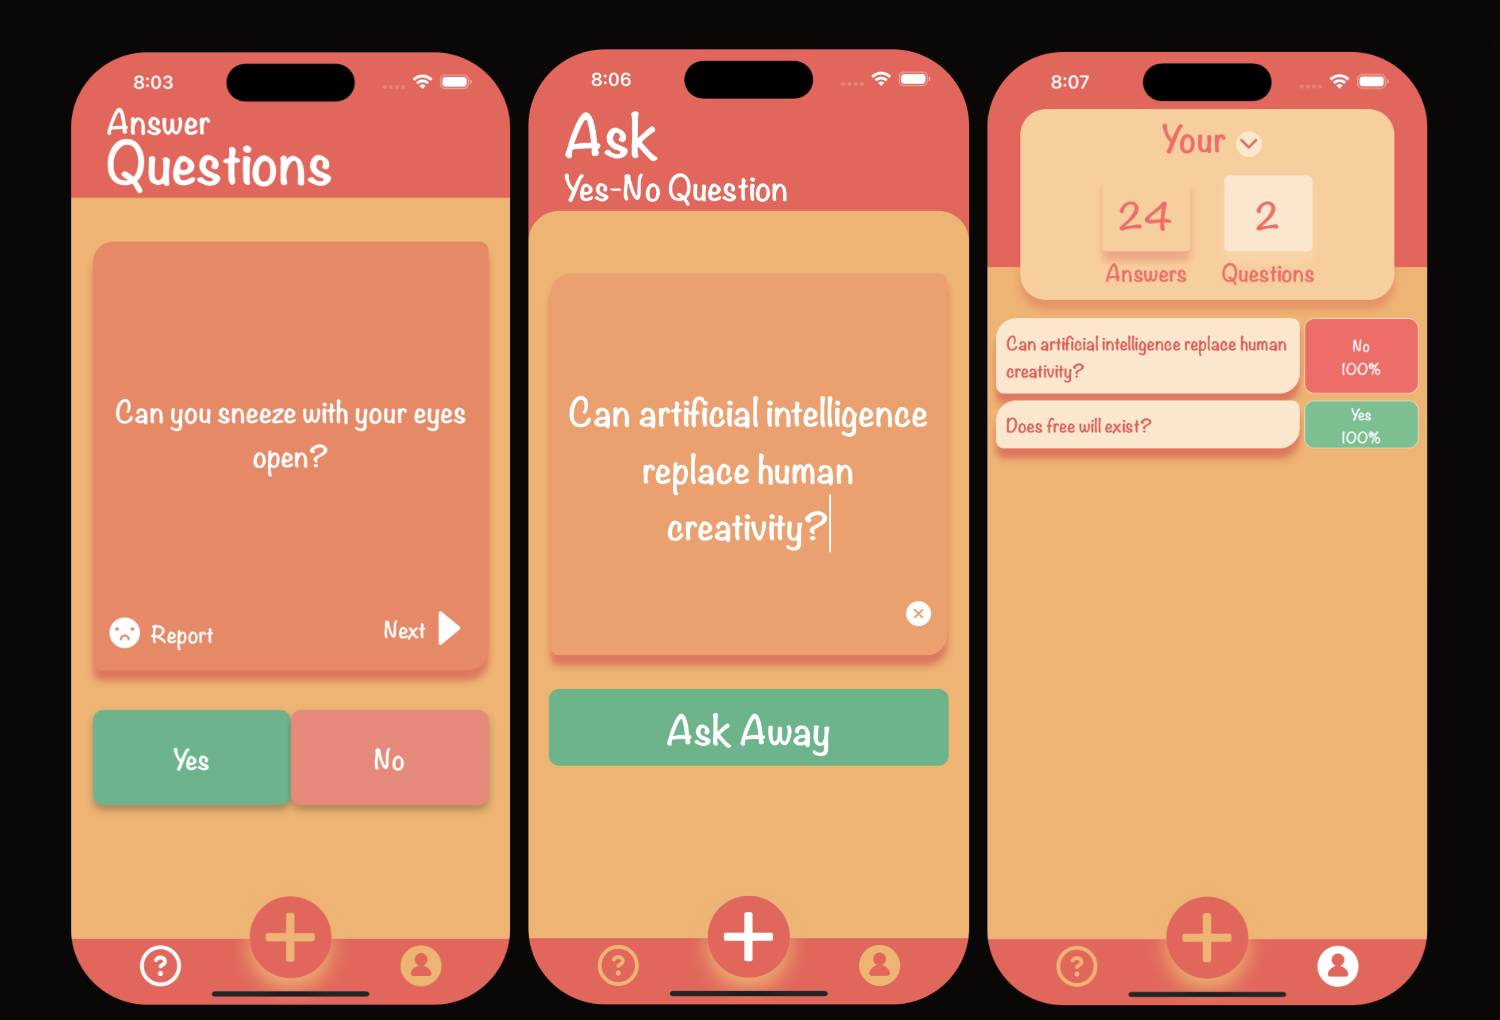 8:03
Answer
Questions
Can you sneeze with your eyes
open?
Report
Next
Yes
No
8:06
Ask
Yes-No Question
Can artificial intelligence
replace human
creativity?
Ask Away
8:07
Your
24
2
Answers
Questions
Can artificial intelligence replace human
creativity?
No
100%
Does free will exist?
Yes
100%